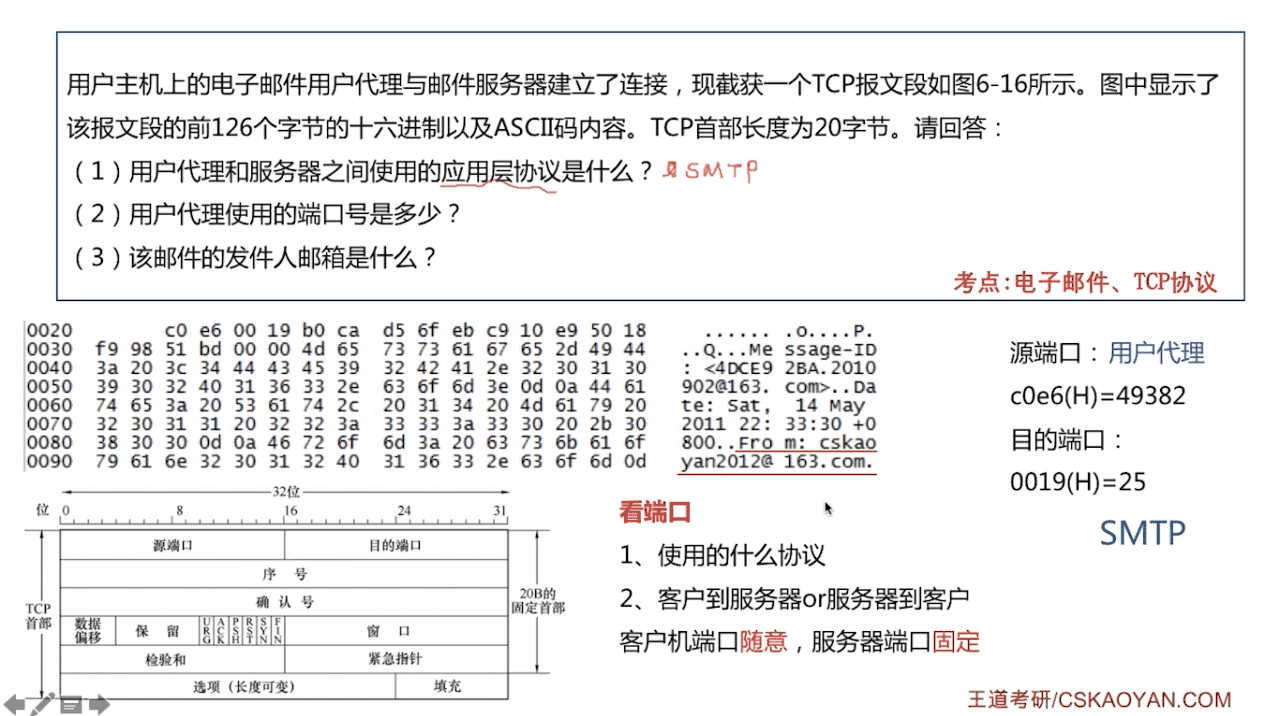 用户主机上的电子邮件用户代理与邮件服务器建立了连接，现截获一个TCP报文段如图6-16所示。图中显示了
该报文段的前126个字节的十六进制以及ASCII码内容。TCP首部长度为20字节。请回答：
（1）用户代理和服务器之间使用的应用层协议是什么？ SMTP
（2）用户代理使用的端口号是多少？
（3）该邮件的发件人邮箱是什么？
考点:电子邮件、TCP协议
0020 c0 e6 00 19 b0 ca d5 6f eb c9 10 e9 50 18 ...... .o....P.
0030 f9 98 51 bd 00 00 4d 65 73 73 61 67 65 2d 49 44 ..Q...Me ssage-ID
0040 3a 20 3c 34 44 43 45 39 32 42 41 2e 32 30 31 30 : <4DCE9 2BA.2010
0050 39 30 32 40 31 36 33 2e 63 6f 6d 3e 0d 0a 44 61 902@163. com>..Da
0060 74 65 3a 20 53 61 74 2c 20 31 34 20 4d 61 79 20 te: Sat, 14 May
0070 32 30 31 31 20 32 32 3a 33 33 3a 33 30 20 2b 30 2011 22: 33:30 +0
0080 38 30 30 0d 0a 46 72 6f 6d 3a 20 63 73 6b 61 6f 800..Fro m: cskao
0090 79 61 6e 32 30 31 32 40 31 36 33 2e 63 6f 6d 0d yan2012@ 163.com.
源端口：用户代理
c0e6(H)=49382
目的端口：
0019(H)=25
SMTP
32位
位 0 8 16 24 31
源端口 目的端口
序 号
确 认 号
数据偏移 保 留 URG ACK PSH RST SYN FIN 窗 口
检验和 紧急指针
选项（长度可变） 填充
TCP首部
20B的固定首部
看端口
1、使用的什么协议
2、客户到服务器or服务器到客户
客户机端口随意，服务器端口固定
王道考研/CSKAOYAN.COM